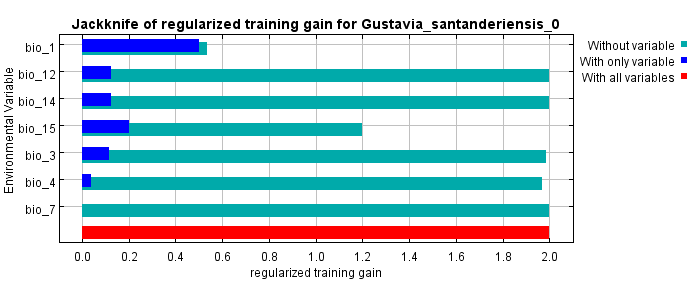 Jackknife of regularized training gain for Gustavia_santanderiensis_0
Without variable
With only variable
With all variables
Environmental Variable
bio_1
bio_12
bio_14
bio_15
bio_3
bio_4
bio_7
0.0 0.2 0.4 0.6 0.8 1.0 1.2 1.4 1.6 1.8 2.0
regularized training gain